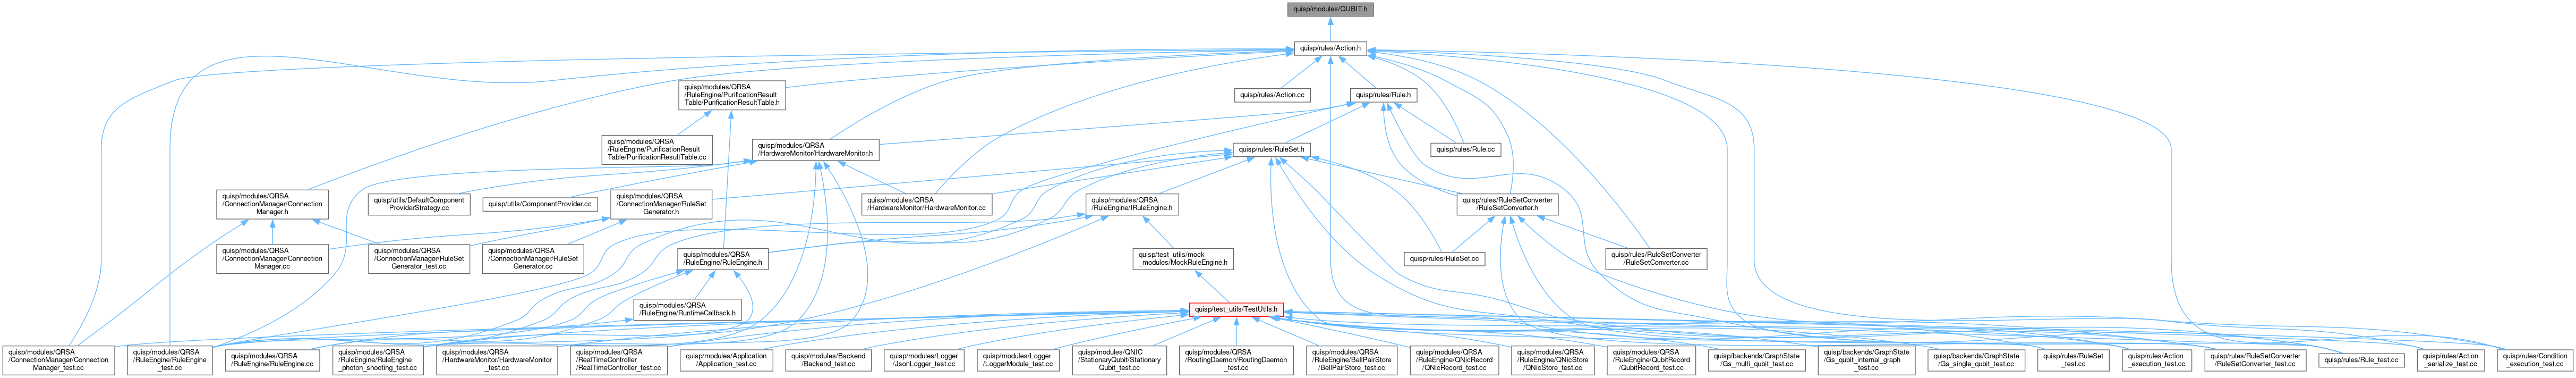 quisp/modules/QUBIT.h
quisp/rules/Action.h
quisp/modules/QRSA
/RuleEngine/PurificationResult
Table/PurificationResultTable.h
quisp/rules/Action.cc
quisp/rules/Rule.h
quisp/modules/QRSA
/RuleEngine/PurificationResult
Table/PurificationResultTable.cc
quisp/modules/QRSA
/HardwareMonitor/HardwareMonitor.h
quisp/rules/RuleSet.h
quisp/rules/Rule.cc
quisp/modules/QRSA
/ConnectionManager/Connection
Manager.h
quisp/utils/DefaultComponent
ProviderStrategy.cc
quisp/utils/ComponentProvider.cc
quisp/modules/QRSA
/ConnectionManager/RuleSet
Generator.h
quisp/modules/QRSA
/HardwareMonitor/HardwareMonitor.cc
quisp/modules/QRSA
/RuleEngine/IRuleEngine.h
quisp/rules/RuleSetConverter
/RuleSetConverter.h
quisp/modules/QRSA
/ConnectionManager/Connection
Manager.cc
quisp/modules/QRSA
/ConnectionManager/RuleSet
Generator_test.cc
quisp/modules/QRSA
/ConnectionManager/RuleSet
Generator.cc
quisp/modules/QRSA
/RuleEngine/RuleEngine.h
quisp/test_utils/mock
_modules/MockRuleEngine.h
quisp/rules/RuleSet.cc
quisp/rules/RuleSetConverter
/RuleSetConverter.cc
quisp/modules/QRSA
/RuleEngine/RuntimeCallback.h
quisp/test_utils/TestUtils.h
quisp/modules/QRSA
/ConnectionManager/Connection
Manager_test.cc
quisp/modules/QRSA
/RuleEngine/RuleEngine
_test.cc
quisp/modules/QRSA
/RuleEngine/RuleEngine.cc
quisp/modules/QRSA
/RuleEngine/RuleEngine
_photon_shooting_test.cc
quisp/modules/QRSA
/HardwareMonitor/HardwareMonitor
_test.cc
quisp/modules/QRSA
/RealTimeController
/RealTimeController_test.cc
quisp/modules/Application
/Application_test.cc
quisp/modules/Backend
/Backend_test.cc
quisp/modules/Logger
/JsonLogger_test.cc
quisp/modules/Logger
/LoggerModule_test.cc
quisp/modules/QNIC
/StationaryQubit/Stationary
Qubit_test.cc
quisp/modules/QRSA
/RoutingDaemon/RoutingDaemon
_test.cc
quisp/modules/QRSA
/RuleEngine/BellPairStore
/BellPairStore_test.cc
quisp/modules/QRSA
/RuleEngine/QNicRecord
/QNicRecord_test.cc
quisp/modules/QRSA
/RuleEngine/QNicStore
/QNicStore_test.cc
quisp/modules/QRSA
/RuleEngine/QubitRecord
/QubitRecord_test.cc
quisp/backends/GraphState
/Gs_multi_qubit_test.cc
quisp/backends/GraphState
/Gs_qubit_internal_graph
_test.cc
quisp/backends/GraphState
/Gs_single_qubit_test.cc
quisp/rules/RuleSet
_test.cc
quisp/rules/Action
_execution_test.cc
quisp/rules/RuleSetConverter
/RuleSetConverter_test.cc
quisp/rules/Rule_test.cc
quisp/rules/Action
_serialize_test.cc
quisp/rules/Condition
_execution_test.cc